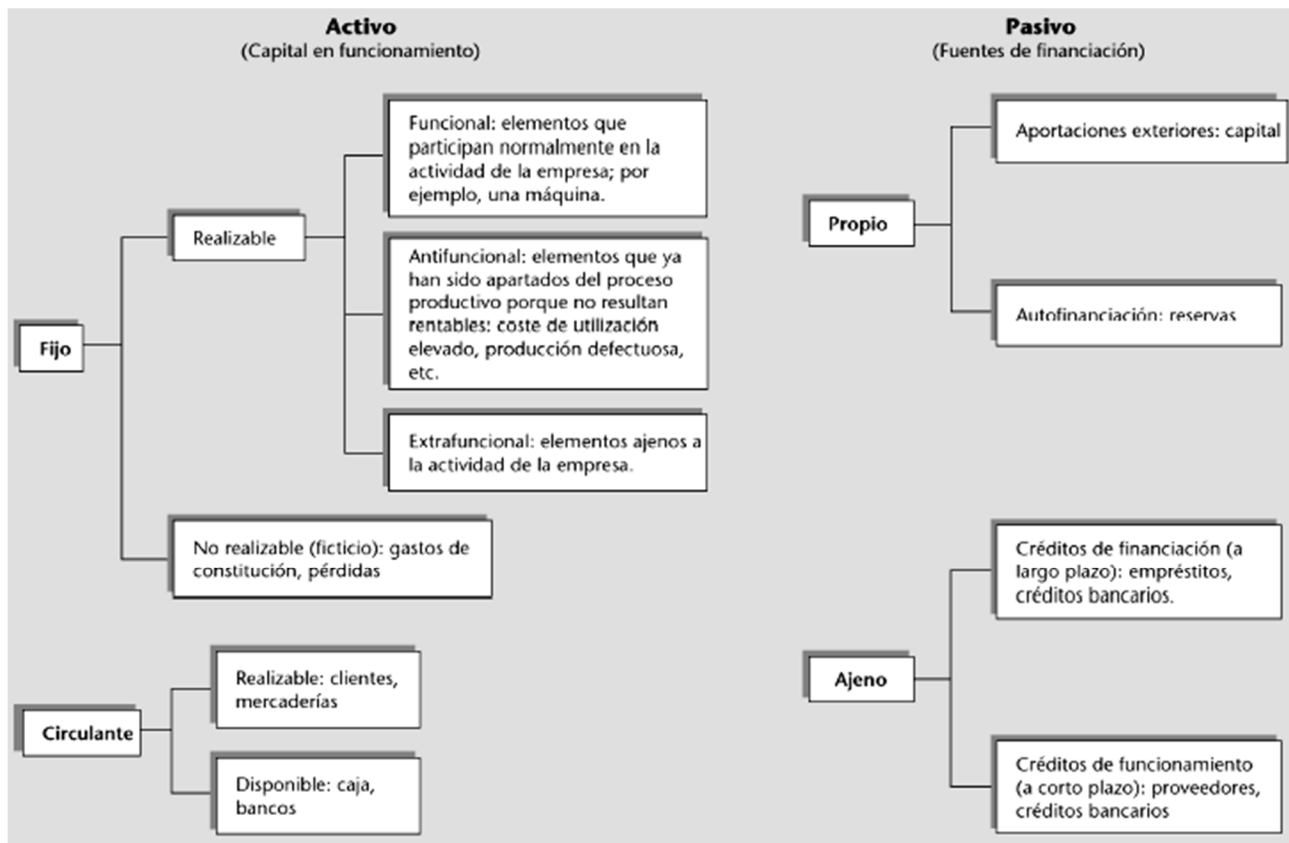 Activo
(Capital en funcionamiento)
Fijo
Realizable
Funcional: elementos que
participan normalmente en la
actividad de la empresa; por
ejemplo, una máquina.
Antifuncional: elementos que ya
han sido apartados del proceso
productivo porque no resultan
rentables: coste de utilización
elevado, producción defectuosa,
etc.
Extrafuncional: elementos ajenos a
la actividad de la empresa.
No realizable (ficticio): gastos de
constitución, pérdidas
Circulante
Realizable: clientes,
mercaderías
Disponible: caja,
bancos
Pasivo
(Fuentes de financiación)
Propio
Aportaciones exteriores: capital
Autofinanciación: reservas
Ajeno
Créditos de financiación (a
largo plazo): empréstitos,
créditos bancarios.
Créditos de funcionamiento
(a corto plazo): proveedores,
créditos bancarios